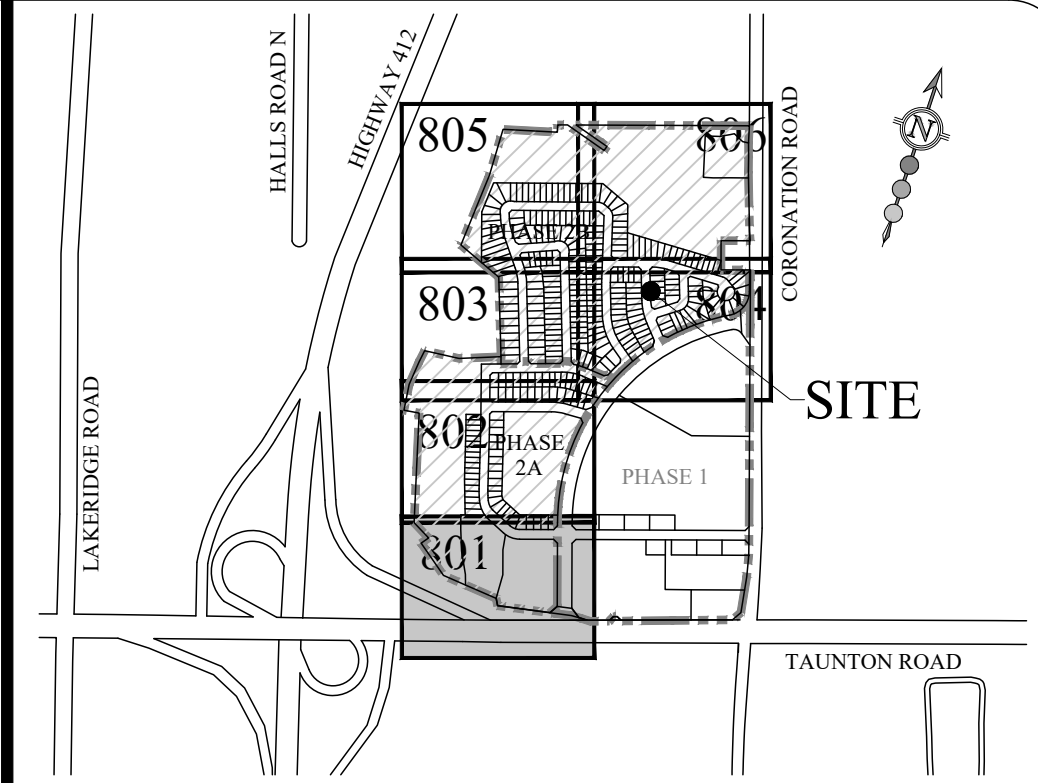 HALLS ROAD N
HIGHWAY 412
805
806
N
CORONATION ROAD
PHASE 2B
803
804
LAKERIDGE ROAD
SITE
802
PHASE
2A
PHASE 1
801
TAUNTON ROAD